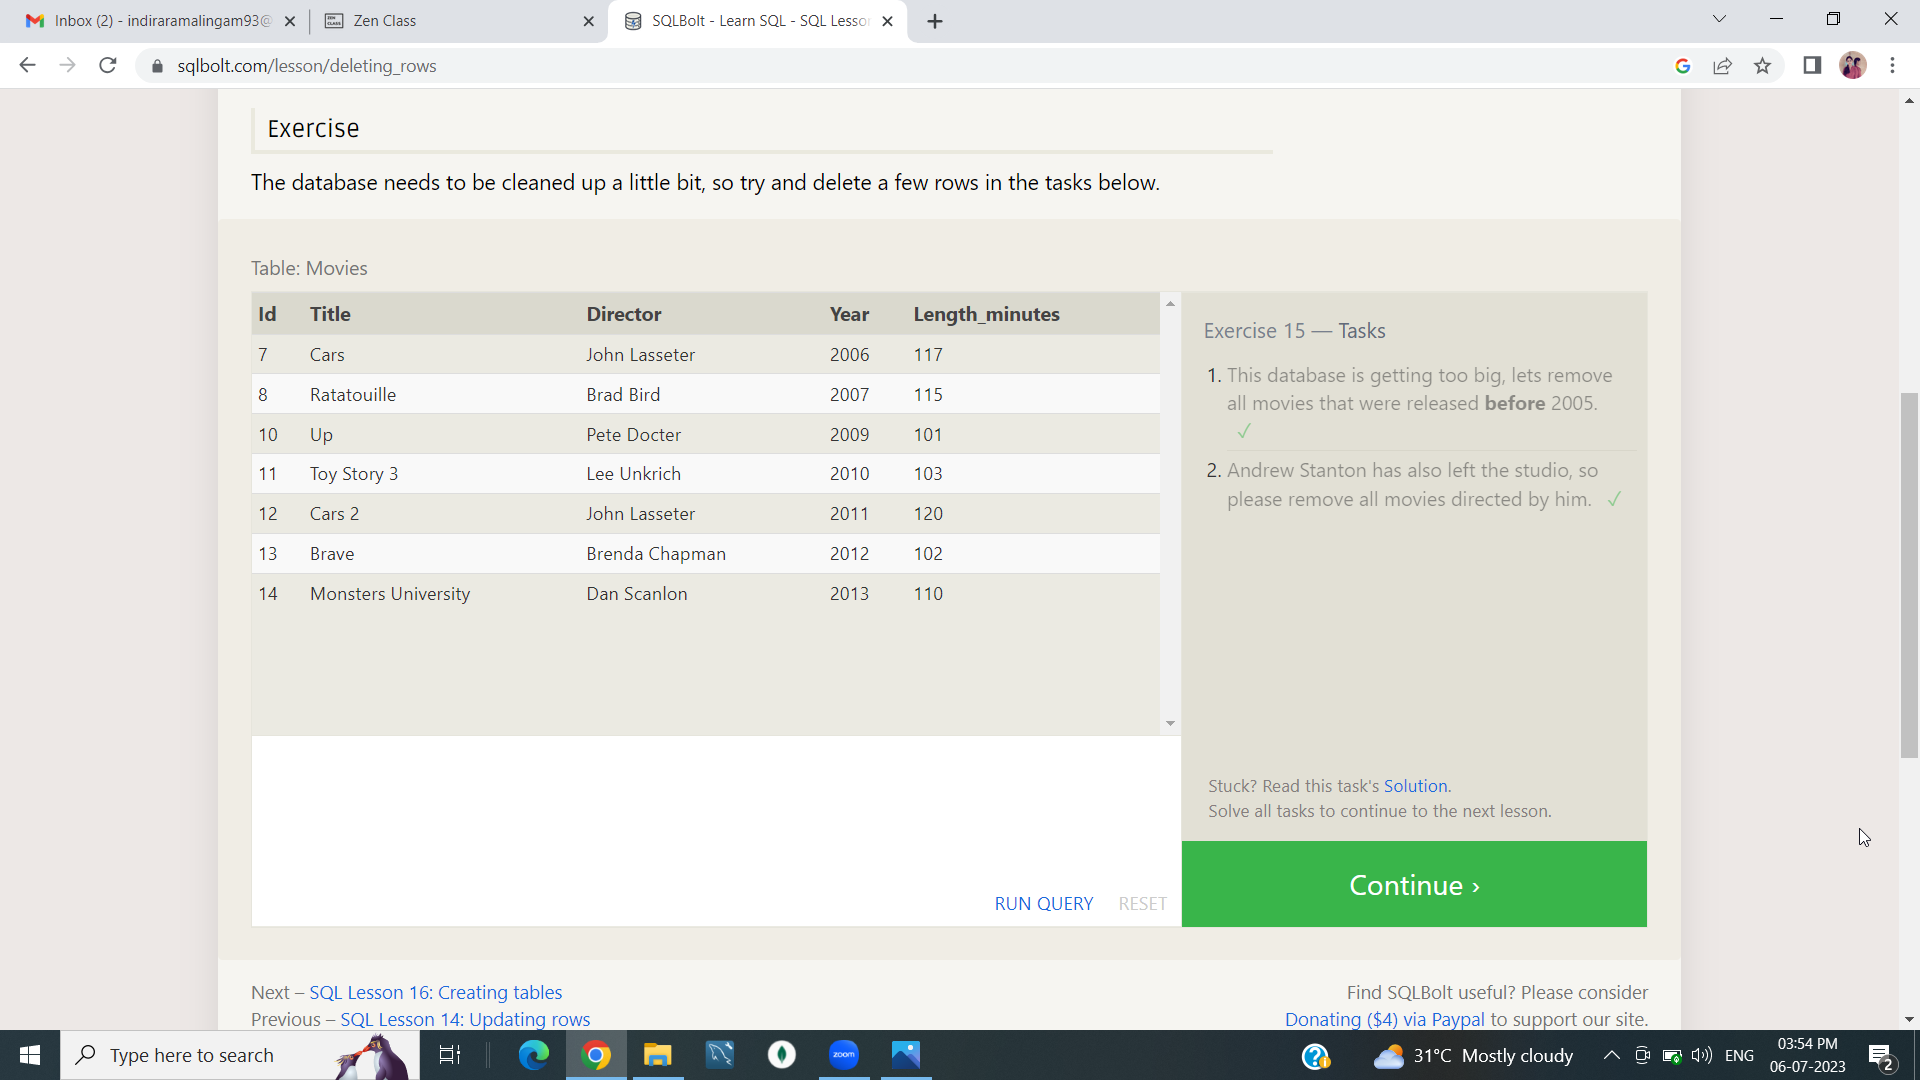 Inbox (2) - indiraramalingam93@
Zen Class
SQLBolt - Learn SQL - SQL Lesson
sqlbolt.com/lesson/deleting_rows
Exercise
The database needs to be cleaned up a little bit, so try and delete a few rows in the tasks below.
Table: Movies
Id Title Director Year Length_minutes
7 Cars John Lasseter 2006 117
8 Ratatouille Brad Bird 2007 115
10 Up Pete Docter 2009 101
11 Toy Story 3 Lee Unkrich 2010 103
12 Cars 2 John Lasseter 2011 120
13 Brave Brenda Chapman 2012 102
14 Monsters University Dan Scanlon 2013 110
RUN QUERY RESET
Exercise 15 — Tasks
1. This database is getting too big, lets remove
all movies that were released before 2005.
✓
2. Andrew Stanton has also left the studio, so
please remove all movies directed by him. ✓
Stuck? Read this task's Solution.
Solve all tasks to continue to the next lesson.
Continue ›
Next – SQL Lesson 16: Creating tables
Previous – SQL Lesson 14: Updating rows
Find SQLBolt useful? Please consider
Donating ($4) via Paypal to support our site.
Type here to search
zoom
31°C Mostly cloudy
ENG
03:54 PM
06-07-2023
2